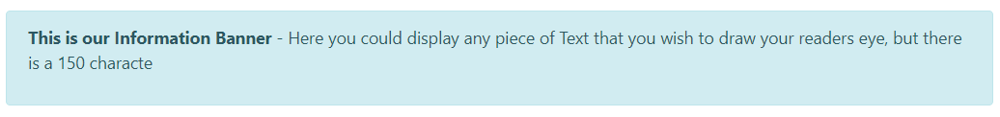 This is our Information Banner - Here you could display any piece of Text that you wish to draw your readers eye, but there
is a 150 characte